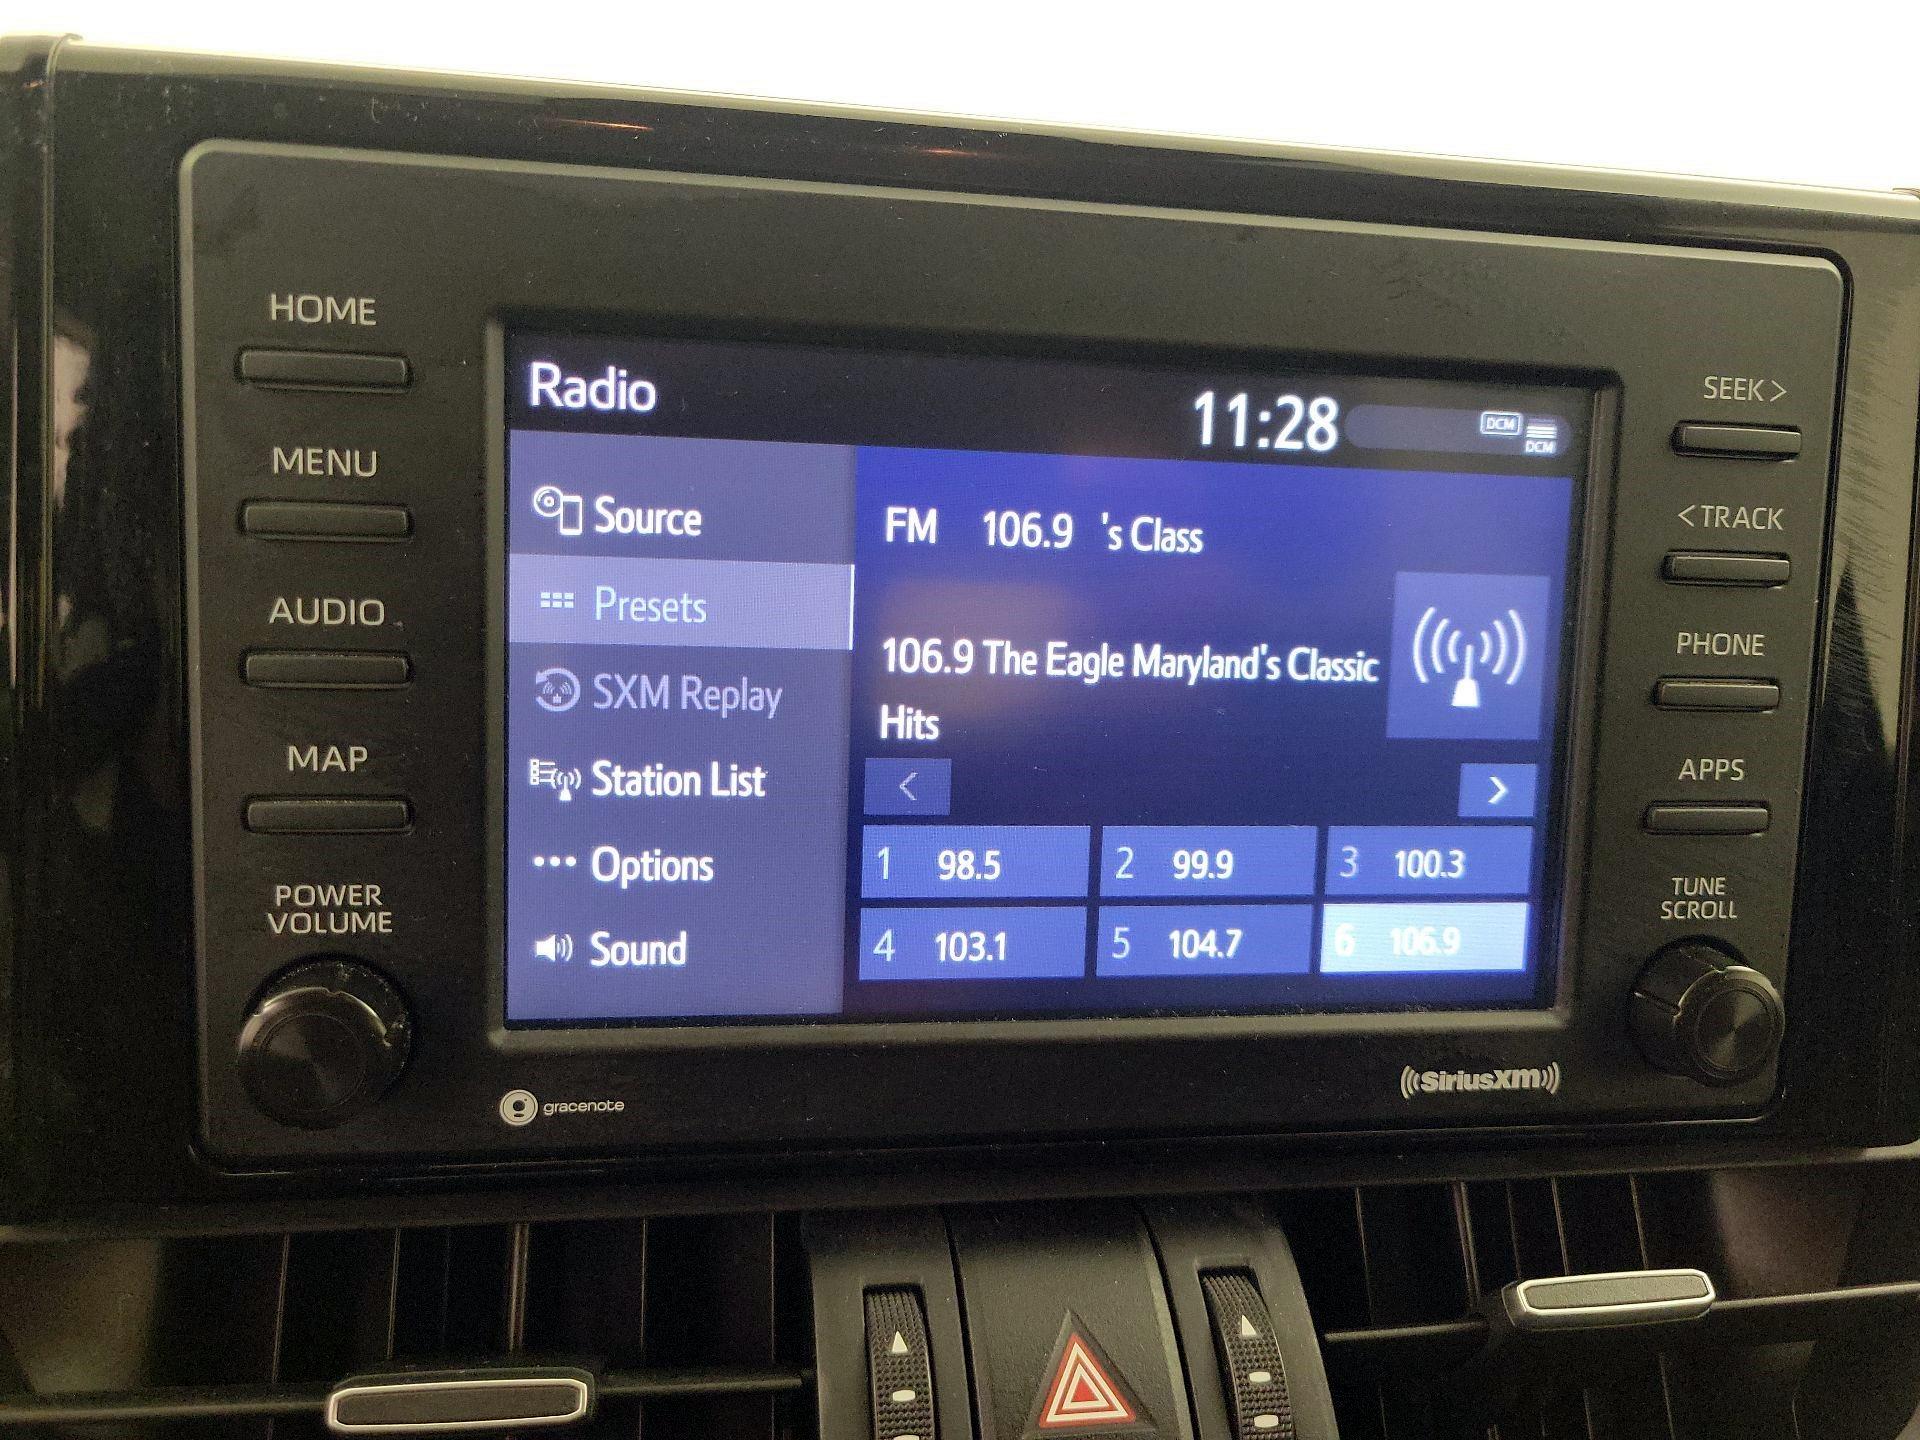 HOME
MENU
AUDIO
MAP
POWER
VOLUME
Radio
11:28
DCM
DCM
Source
Presets
SXM Replay
Station List
Options
Sound
FM 106.9 's Class
106.9 The Eagle Maryland's Classic
Hits
<
>
1 98.5
2 99.9
3 100.3
4 103.1
5 104.7
6 106.9
SEEK >
< TRACK
PHONE
APPS
TUNE
SCROLL
gracenote
((SiriusXM))